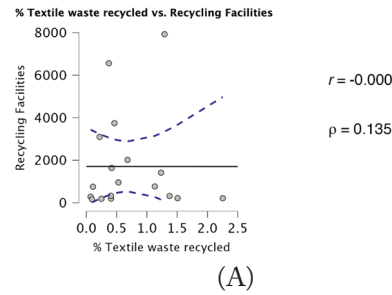 % Textile waste recycled vs. Recycling Facilities
8000
6000
4000
2000
0
Recycling Facilities
0.0 0.5 1.0 1.5 2.0 2.5
% Textile waste recycled
r = -0.000
ρ = 0.135
(A)